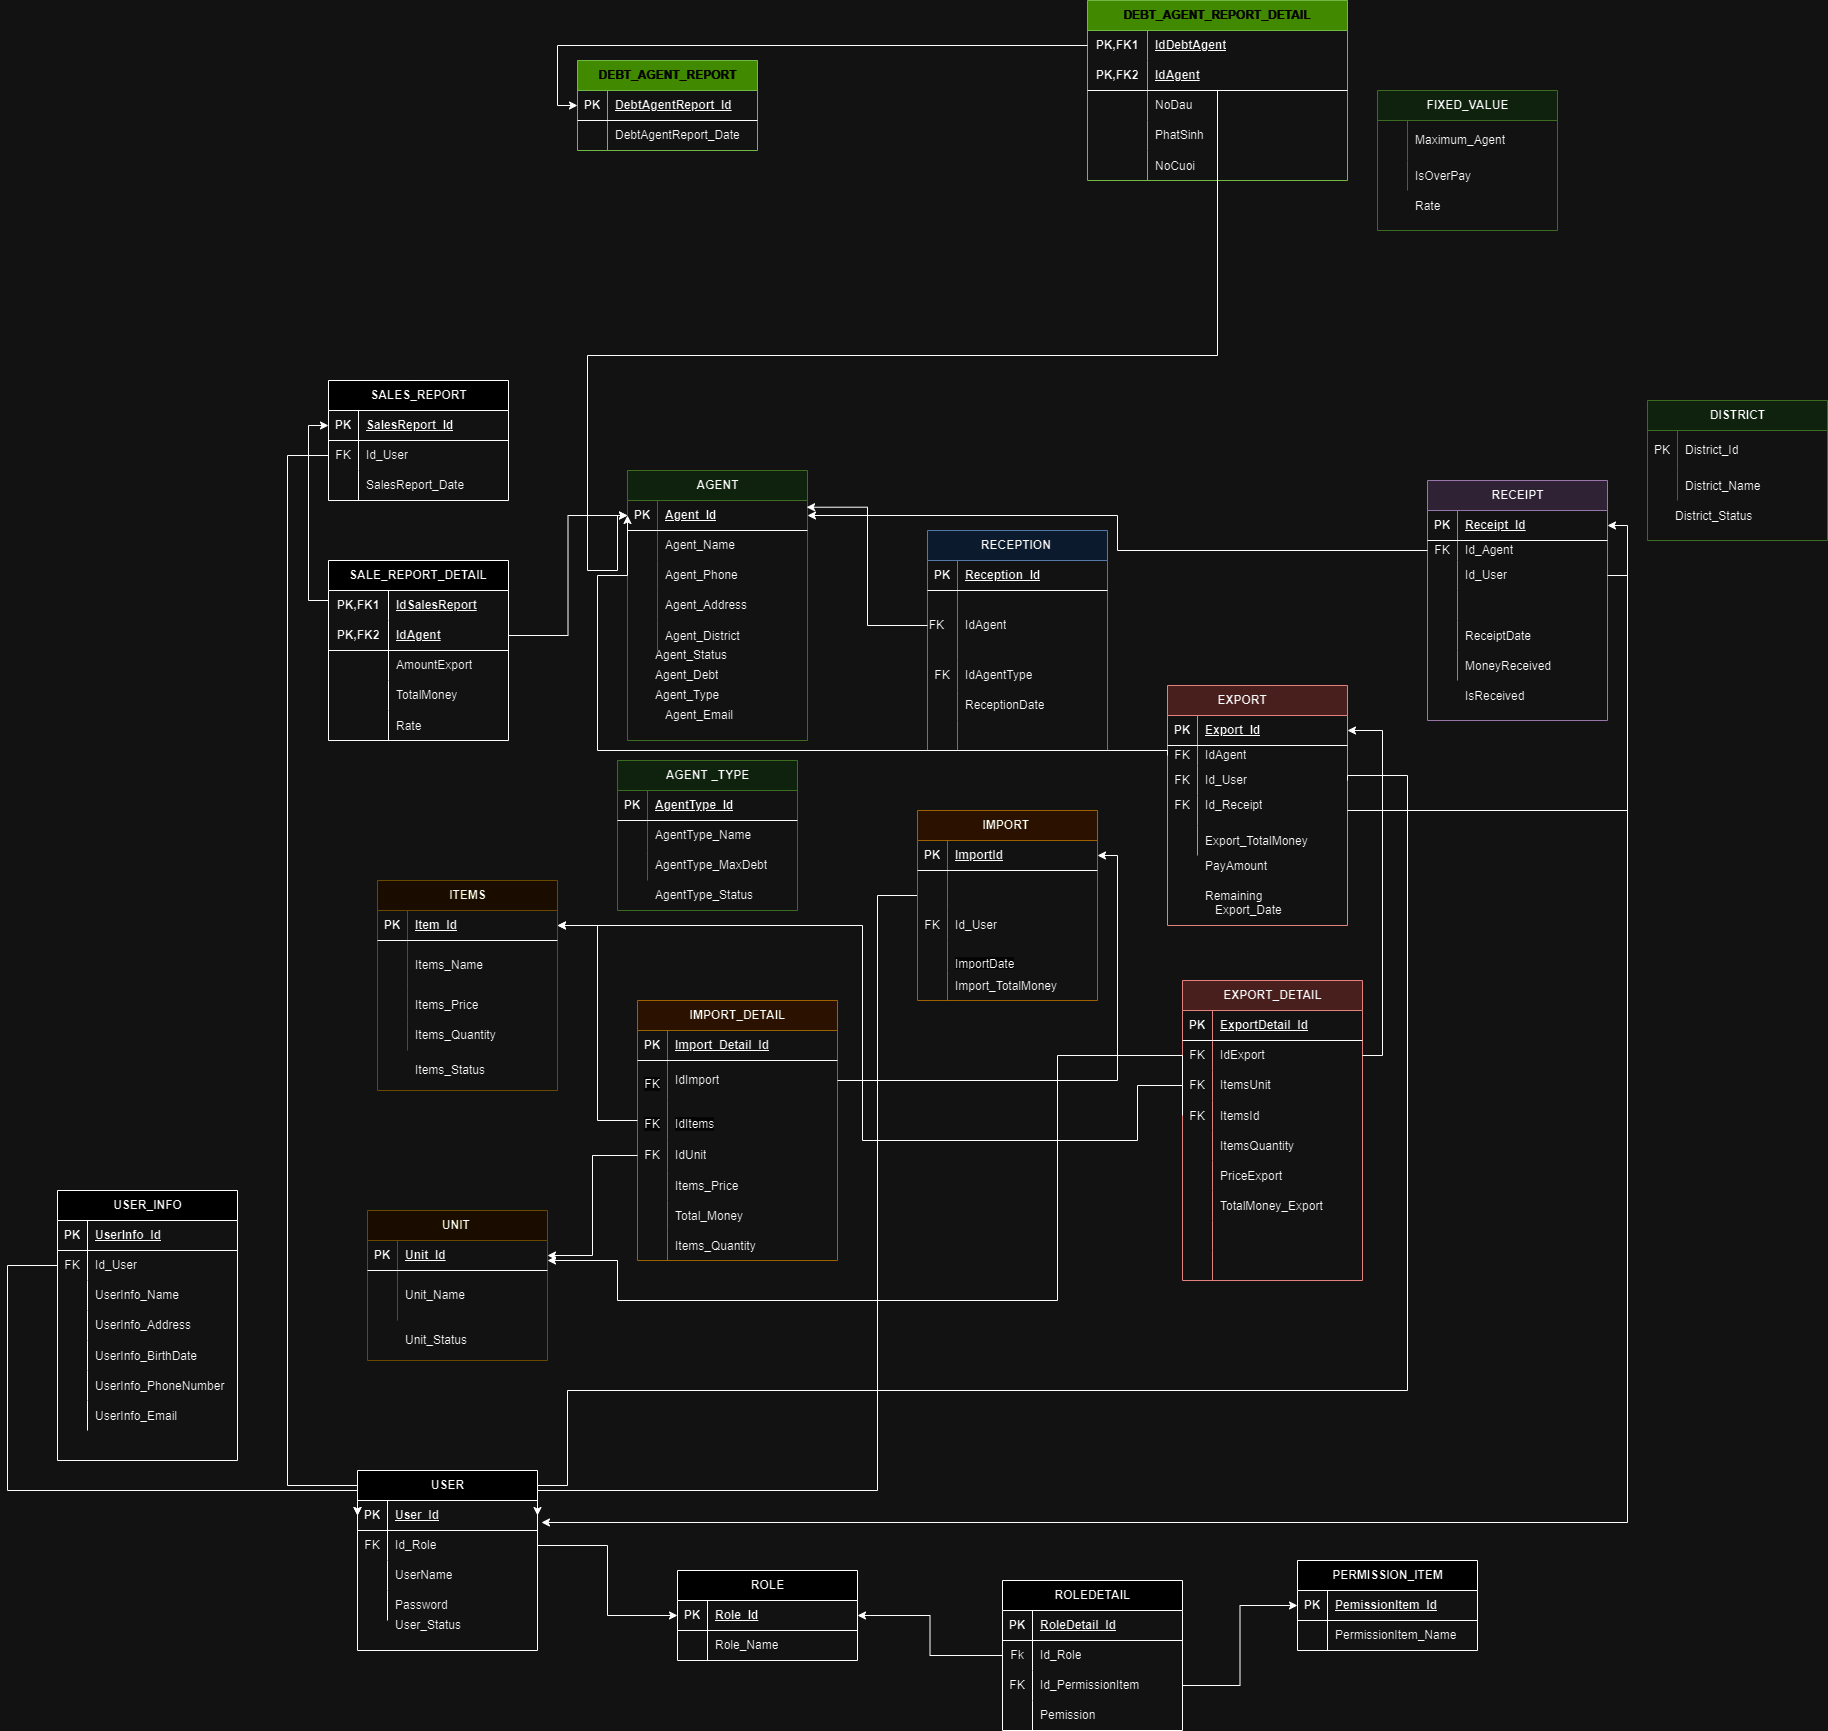 DEBT_AGENT_REPORT_DETAIL
PK,FK1 IdDebtAgent
PK,FK2 IdAgent
NoDau
PhatSinh
NoCuoi
DEBT_AGENT_REPORT
PK DebtAgentReport_Id
DebtAgentReport_Date
FIXED_VALUE
Maximum_Agent
IsOverPay
Rate
SALES_REPORT
PK SalesReport_Id
FK Id_User
SalesReport_Date
DISTRICT
PK District_Id
District_Name
District_Status
AGENT
PK Agent_Id
Agent_Name
Agent_Phone
Agent_Address
Agent_District
Agent_Status
Agent_Debt
Agent_Type
Agent_Email
RECEIPT
PK Receipt_Id
FK Id_Agent
Id_User
ReceiptDate
MoneyReceived
IsReceived
RECEPTION
PK Reception_Id
FK IdAgent
FK IdAgentType
ReceptionDate
SALE_REPORT_DETAIL
PK,FK1 IdSalesReport
PK,FK2 IdAgent
AmountExport
TotalMoney
Rate
EXPORT
PK Export_Id
FK IdAgent
FK Id_User
FK Id_Receipt
Export_TotalMoney
PayAmount
Remaining
Export_Date
AGENT _TYPE
PK AgentType_Id
AgentType_Name
AgentType_MaxDebt
AgentType_Status
IMPORT
PK ImportId
FK Id_User
ImportDate
Import_TotalMoney
ITEMS
PK Item_Id
Items_Name
Items_Price
Items_Quantity
Items_Status
IMPORT_DETAIL
PK Import_Detail_Id
FK IdImport
FK IdItems
FK IdUnit
Items_Price
Total_Money
Items_Quantity
EXPORT_DETAIL
PK ExportDetail_Id
FK IdExport
FK ItemsUnit
FK ItemsId
ItemsQuantity
PriceExport
TotalMoney_Export
USER_INFO
PK UserInfo_Id
FK Id_User
UserInfo_Name
UserInfo_Address
UserInfo_BirthDate
UserInfo_PhoneNumber
UserInfo_Email
UNIT
PK Unit_Id
Unit_Name
Unit_Status
USER
PK User_Id
FK Id_Role
UserName
Password
User_Status
ROLE
PK Role_Id
Role_Name
ROLEDETAIL
PK RoleDetail_Id
Fk Id_Role
FK Id_PermissionItem
Pemission
PERMISSION_ITEM
PK PemissionItem_Id
PermissionItem_Name